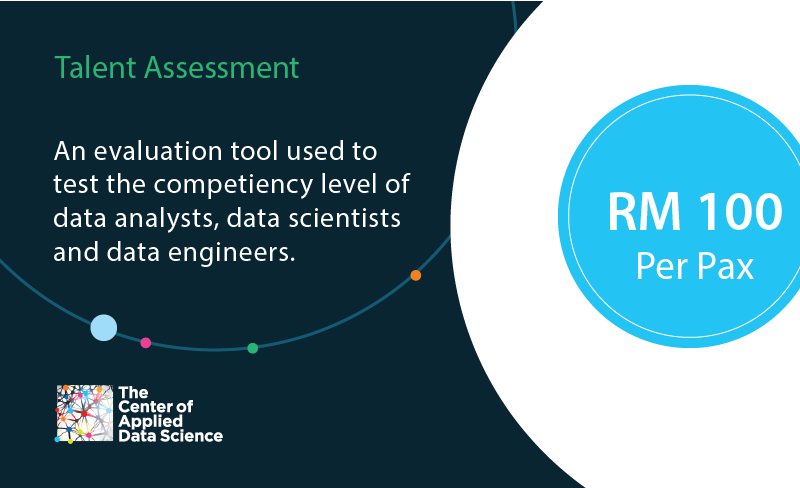 Talent Assessment
An evaluation tool used to
test the competiency level of
data analysts, data scientists
and data engineers.
RM 100
Per Pax
The
Center of
Applied
Data Science